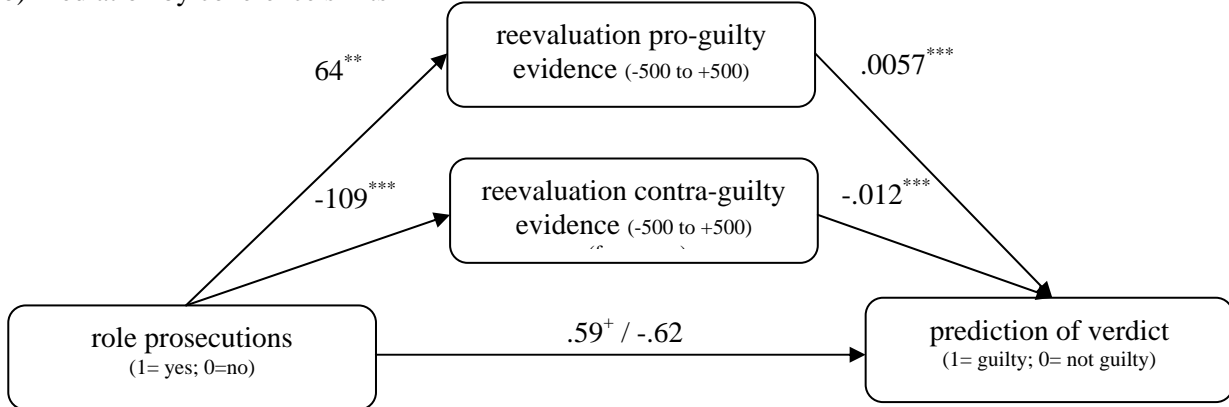 reevaluation pro-guilty
evidence (-500 to +500)
64**
.0057***
reevaluation contra-guilty
evidence (-500 to +500)
-109***
-.012***
role prosecutions
(1= yes; 0=no)
.59+ / -.62
prediction of verdict
(1= guilty; 0= not guilty)